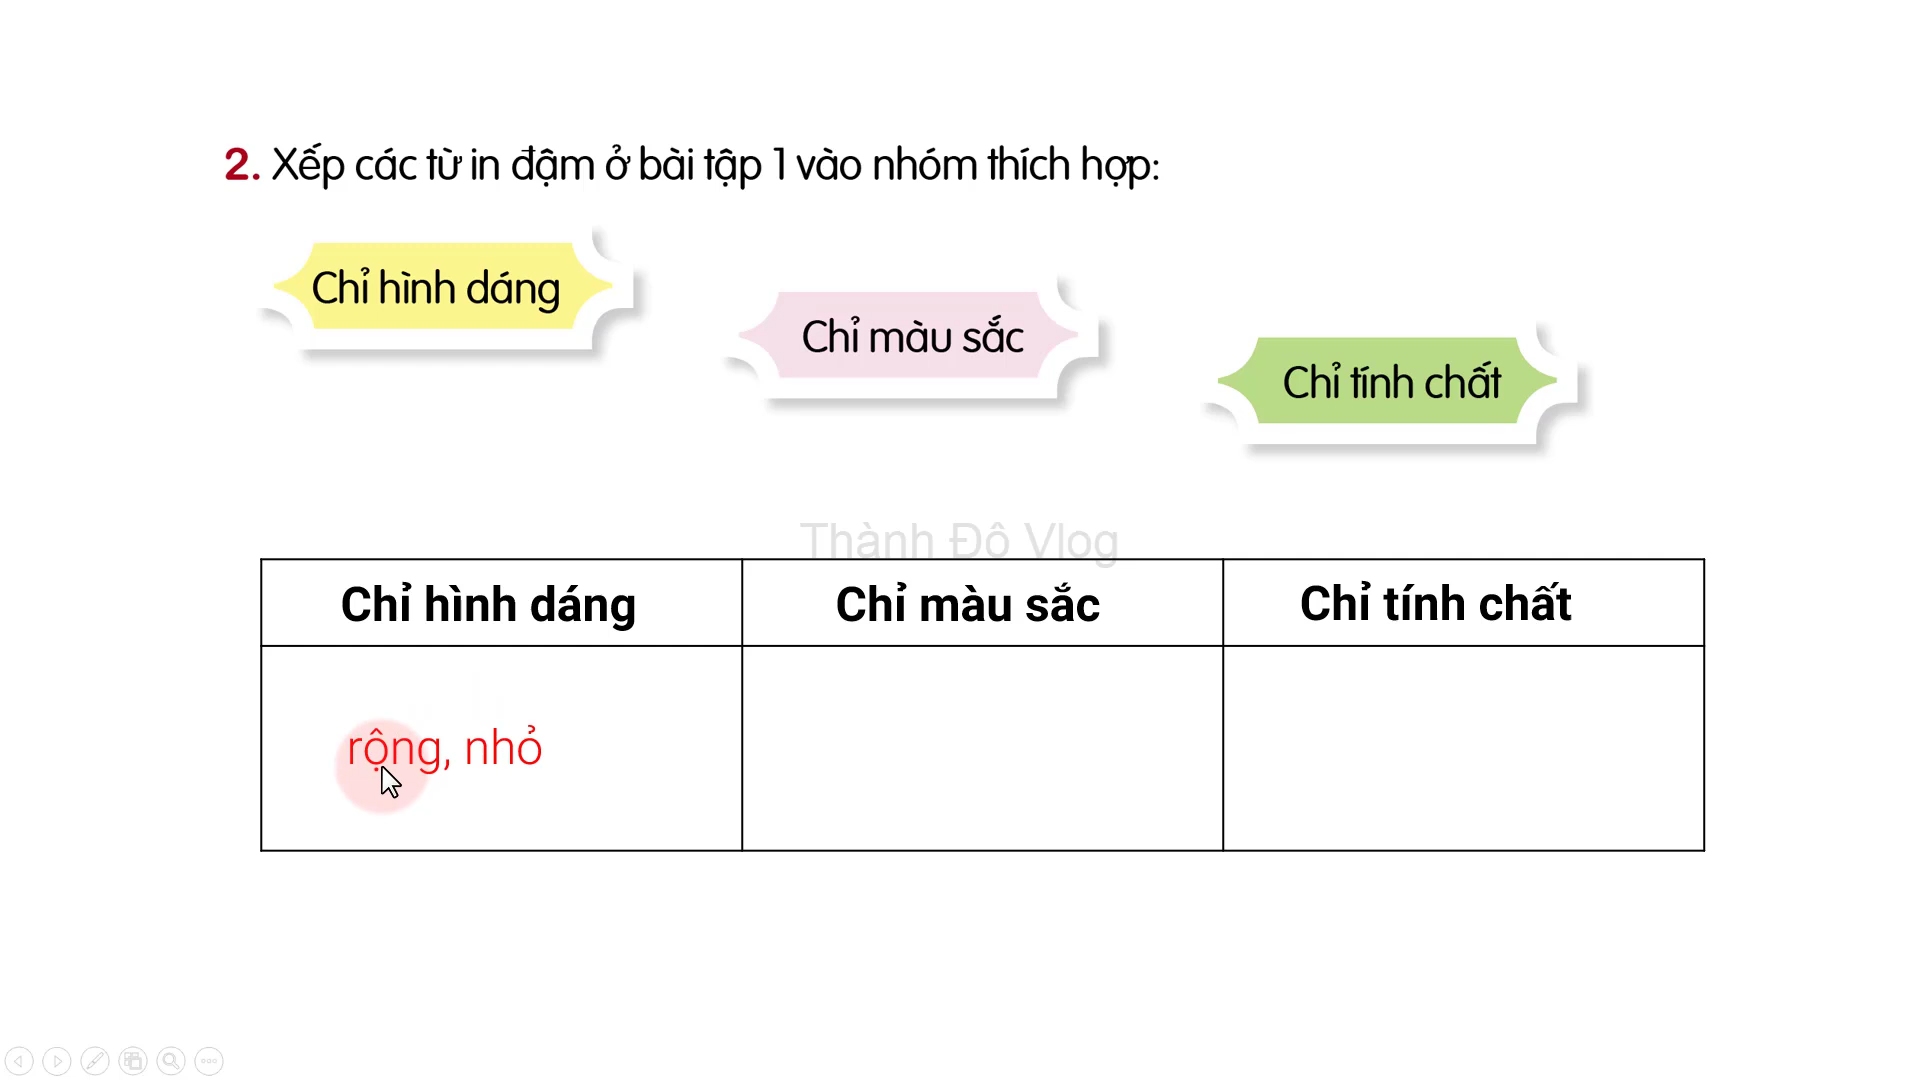 2. Xếp các từ in đậm ở bài tập 1 vào nhóm thích hợp:
Chỉ hình dáng
Chỉ màu sắc
Chỉ tính chất
Thành Đô Vlog
Chỉ hình dáng
Chỉ màu sắc
Chỉ tính chất
rộng, nhỏ